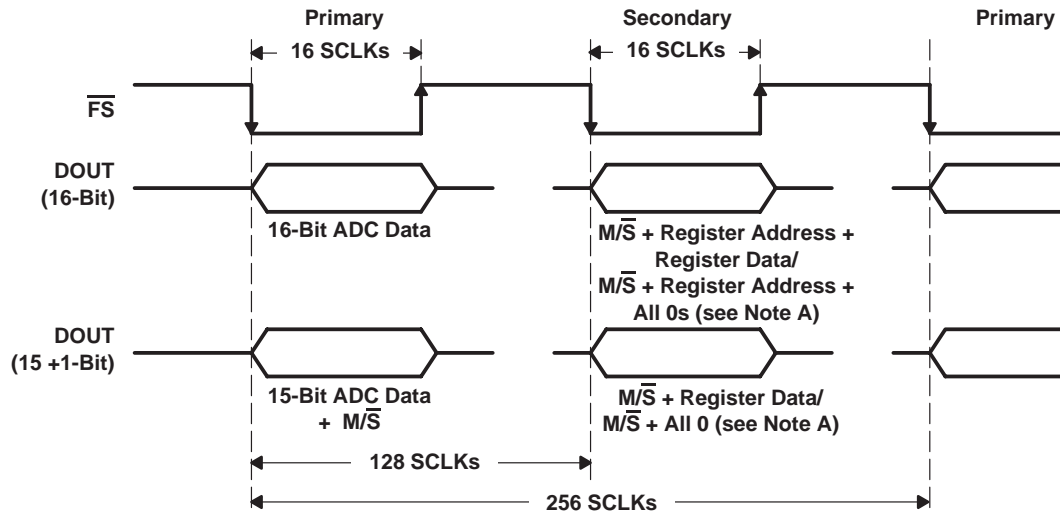 Primary Secondary Primary
16 SCLKs 16 SCLKs
F̅S̅
DOUT
(16-Bit)
16-Bit ADC Data
M/S̅ + Register Address +
Register Data/
M/S̅ + Register Address +
All 0s (see Note A)
DOUT
(15 +1-Bit)
15-Bit ADC Data
+ M/S̅
M/S̅ + Register Data/
M/S̅ + All 0 (see Note A)
128 SCLKs
256 SCLKs